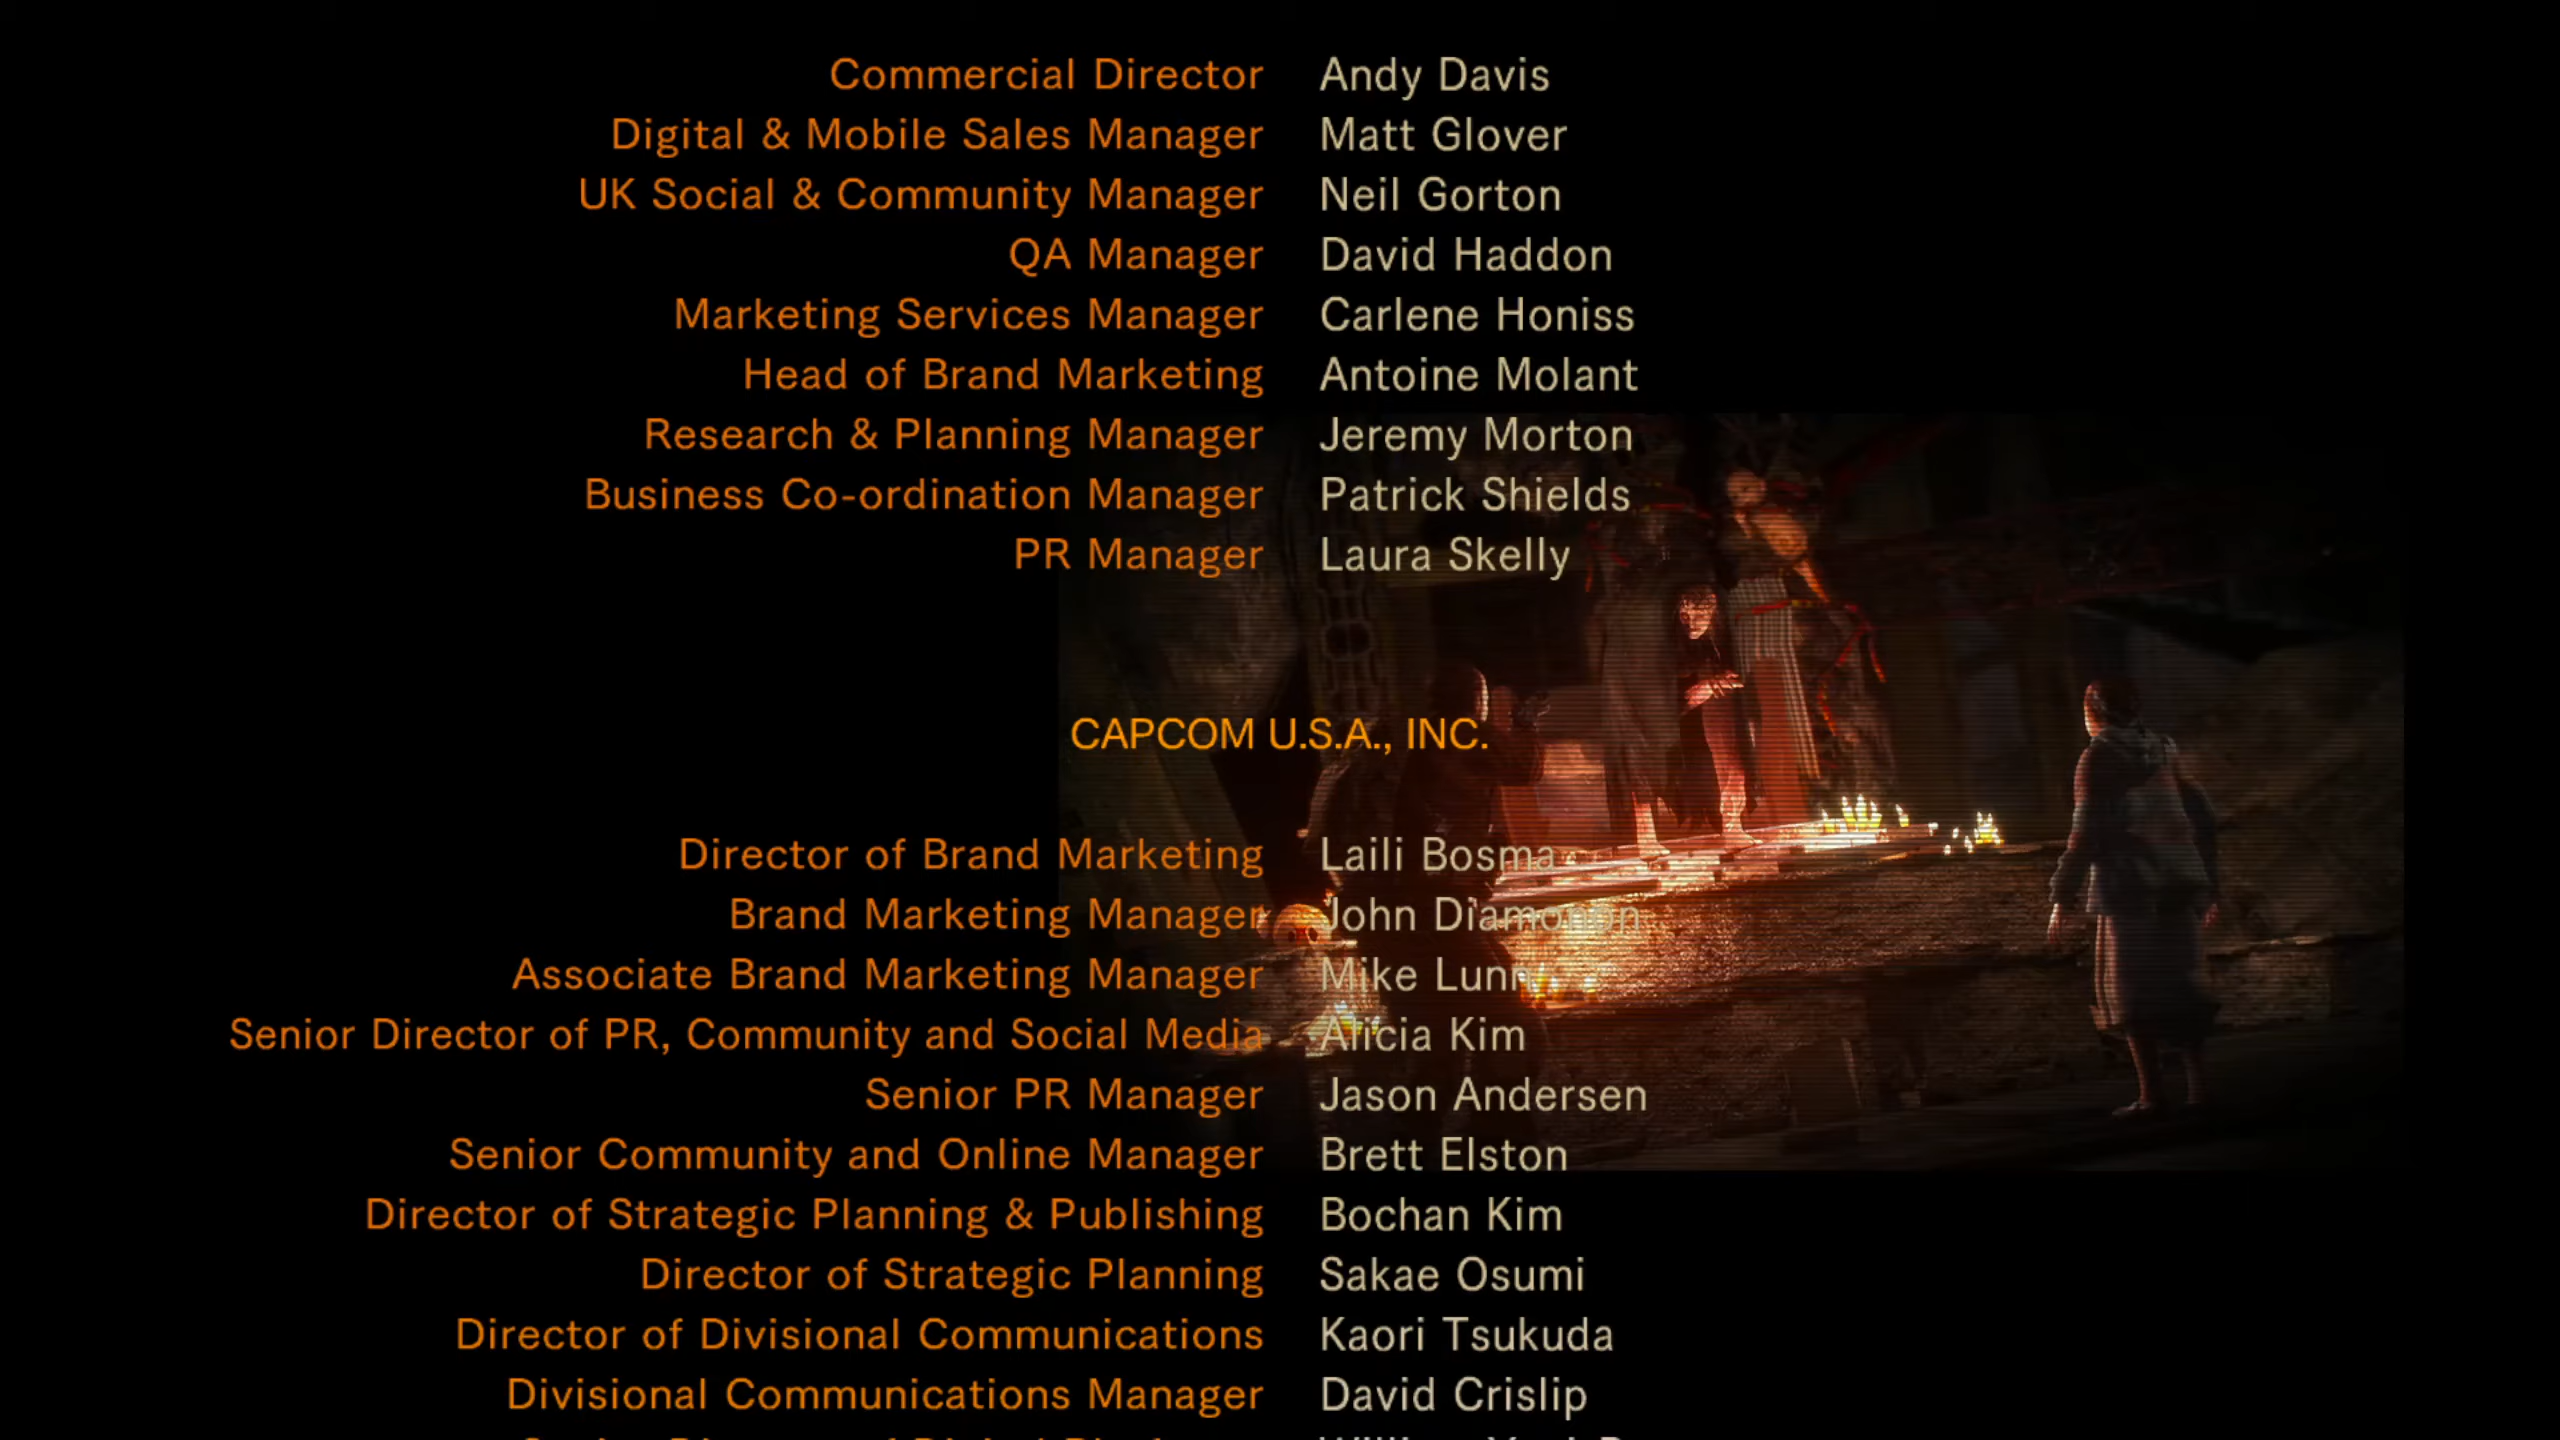 Commercial Director Andy Davis
Digital & Mobile Sales Manager Matt Glover
UK Social & Community Manager Neil Gorton
QA Manager David Haddon
Marketing Services Manager Carlene Honiss
Head of Brand Marketing Antoine Molant
Research & Planning Manager Jeremy Morton
Business Co-ordination Manager Patrick Shields
PR Manager Laura Skelly
CAPCOM U.S.A., INC.
Director of Brand Marketing Laili Bosma
Brand Marketing Manager John Diamonon
Associate Brand Marketing Manager Mike Lunn
Senior Director of PR, Community and Social Media Alicia Kim
Senior PR Manager Jason Andersen
Senior Community and Online Manager Brett Elston
Director of Strategic Planning & Publishing Bochan Kim
Director of Strategic Planning Sakae Osumi
Director of Divisional Communications Kaori Tsukuda
Divisional Communications Manager David Crislip